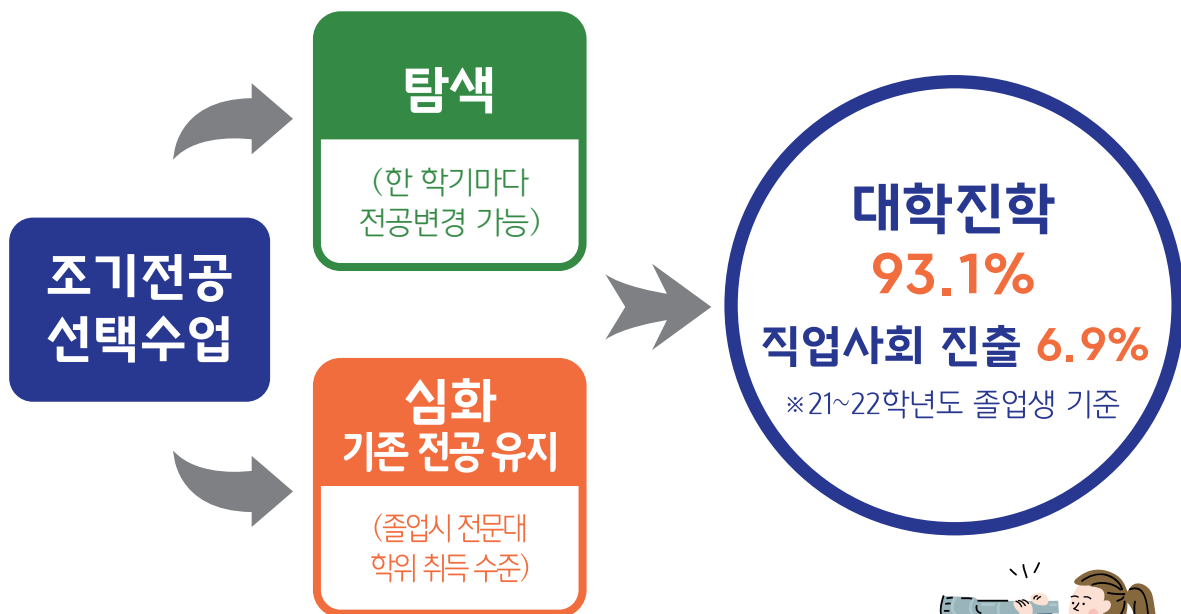 조기전공
선택수업
탐색
(한 학기마다
전공변경 가능)
심화
기존 전공 유지
(졸업시 전문대
학위 취득 수준)
대학진학
93.1%
직업사회 진출 6.9%
※21~22학년도 졸업생 기준